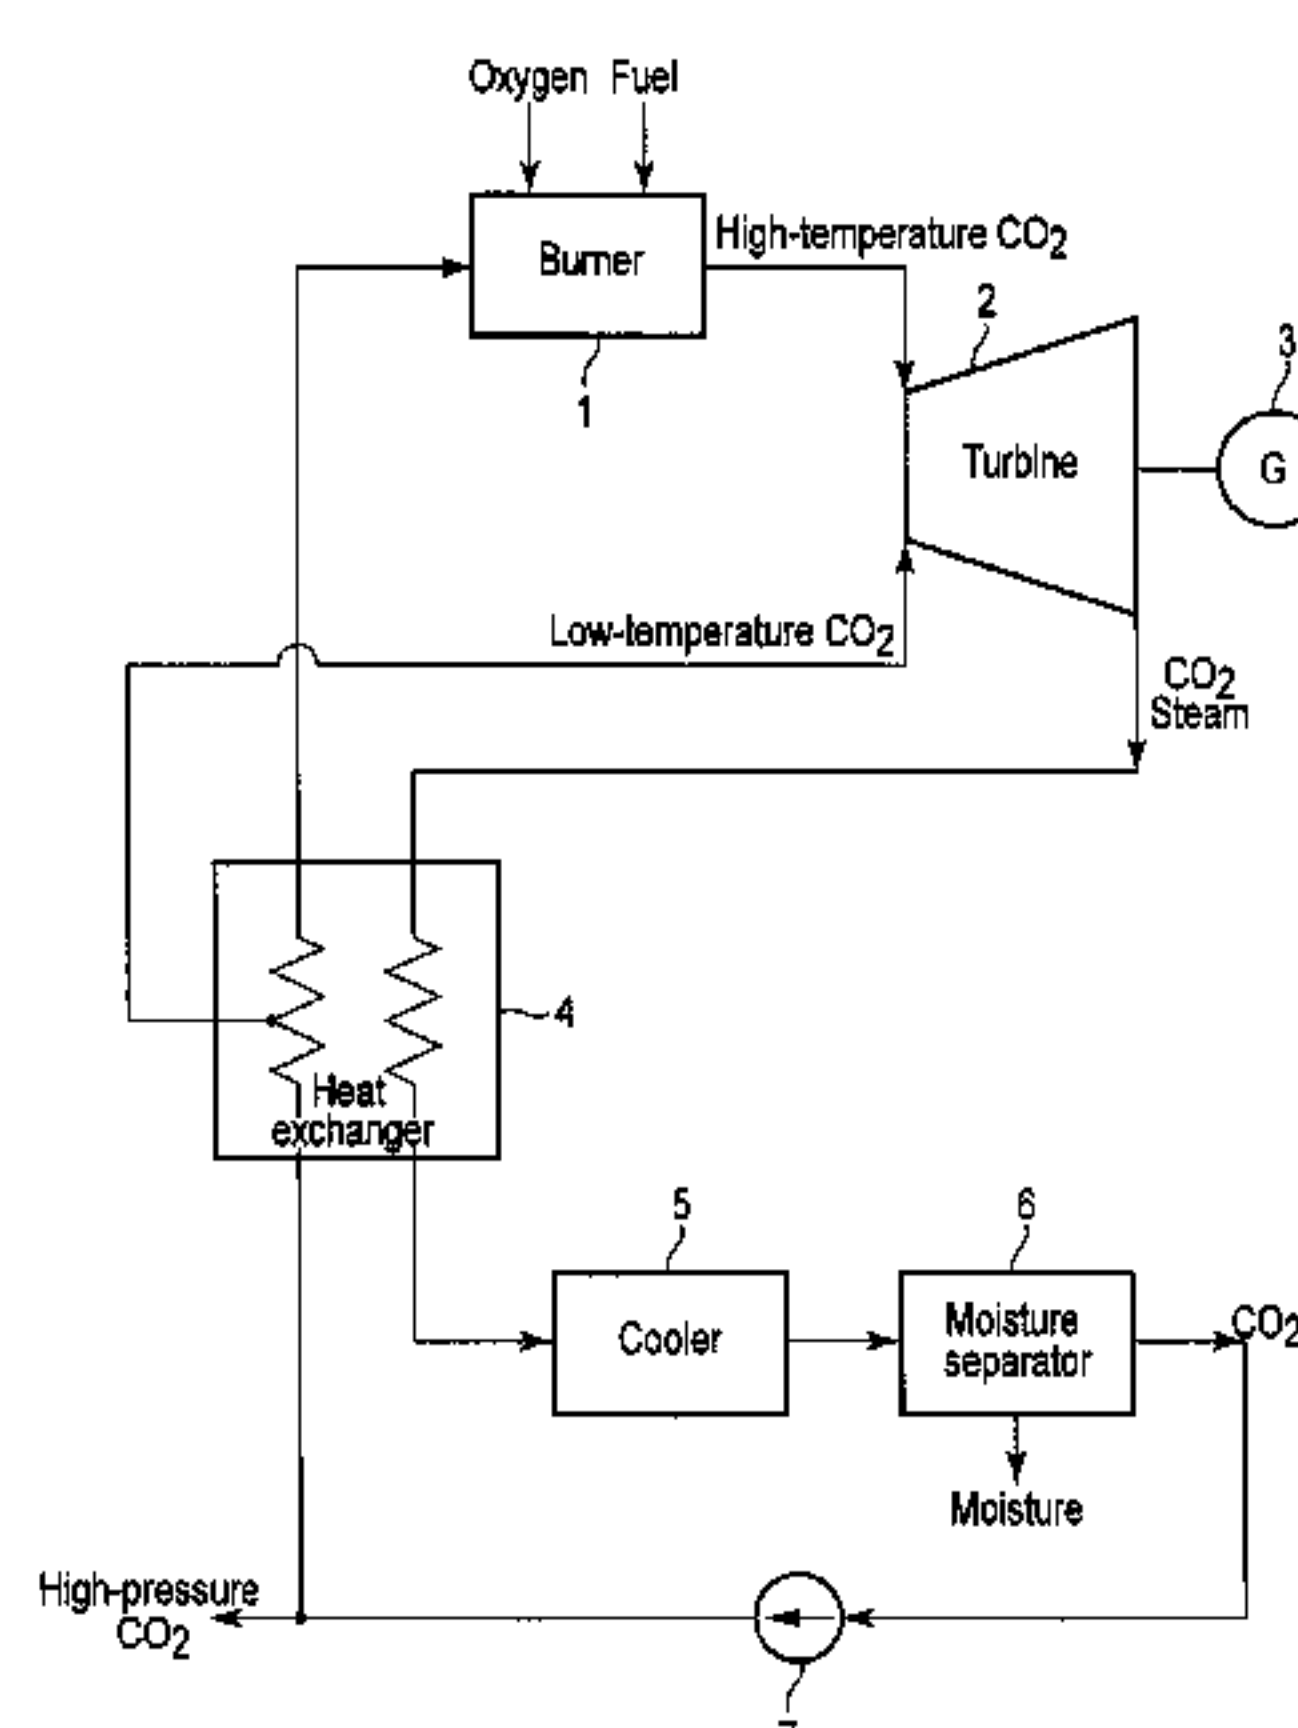 Oxygen Fuel
Burner
High-temperature CO2
1
2
3
Turbine
G
Low-temperature CO2
CO2
Steam
4
Heat
exchanger
5
6
Cooler
Moisture
separator
CO2
Moisture
High-pressure
CO2